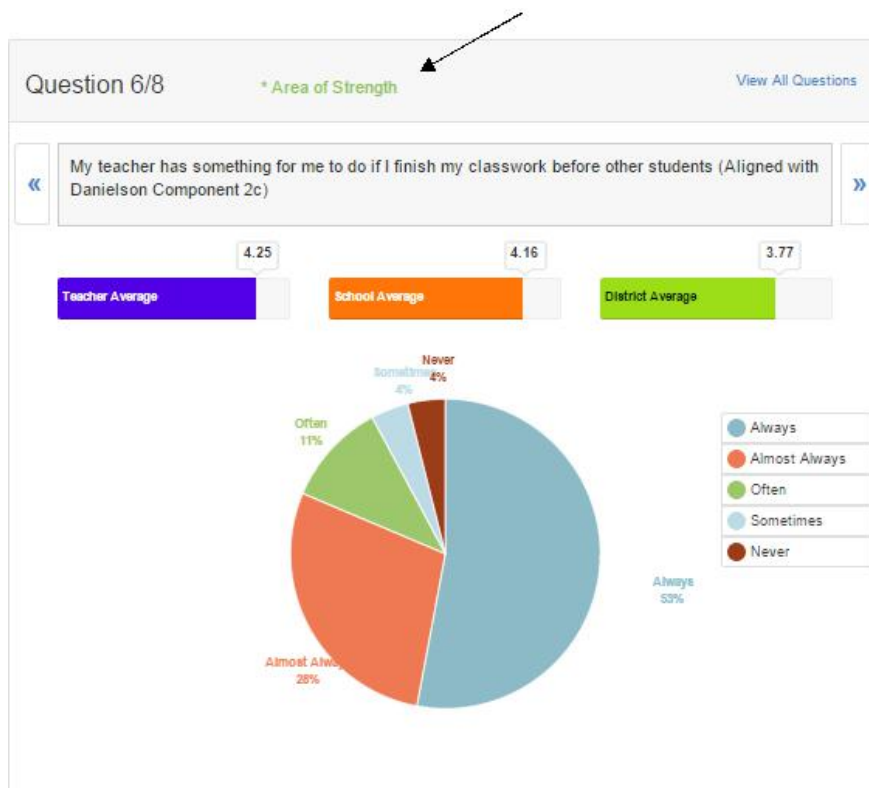 Question 6/8
* Area of Strength
View All Questions
«
My teacher has something for me to do if I finish my classwork before other students (Aligned with
Danielson Component 2c)
»
4.25
4.16
3.77
Teacher Average
School Average
District Average
Never
4%
Sometimes
4%
Often
11%
Always
53%
Almost Alway
28%
Always
Almost Always
Often
Sometimes
Never